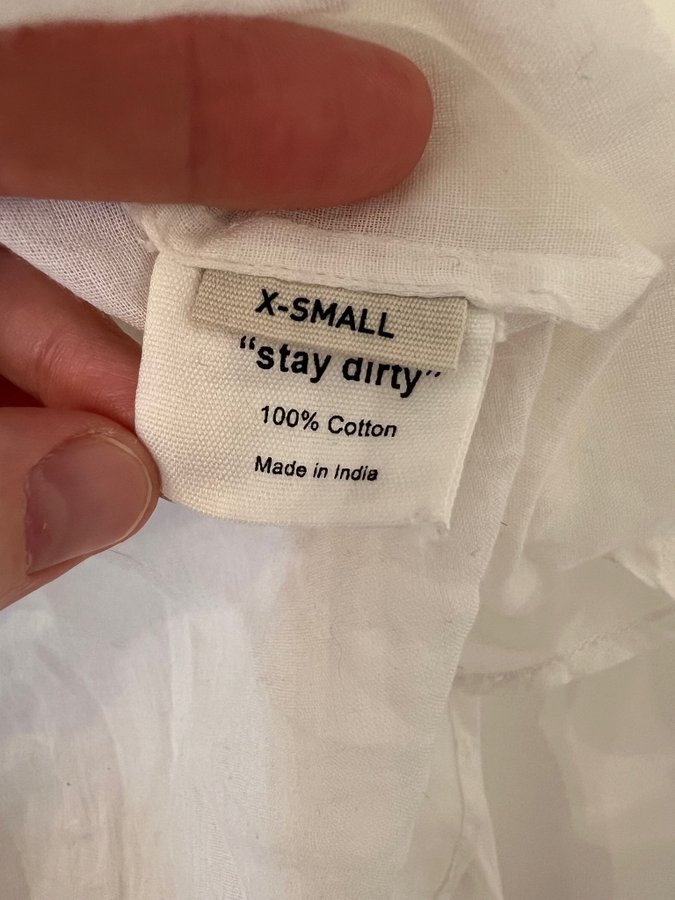 X-SMALL
“stay dirty”
100% Cotton
Made in India